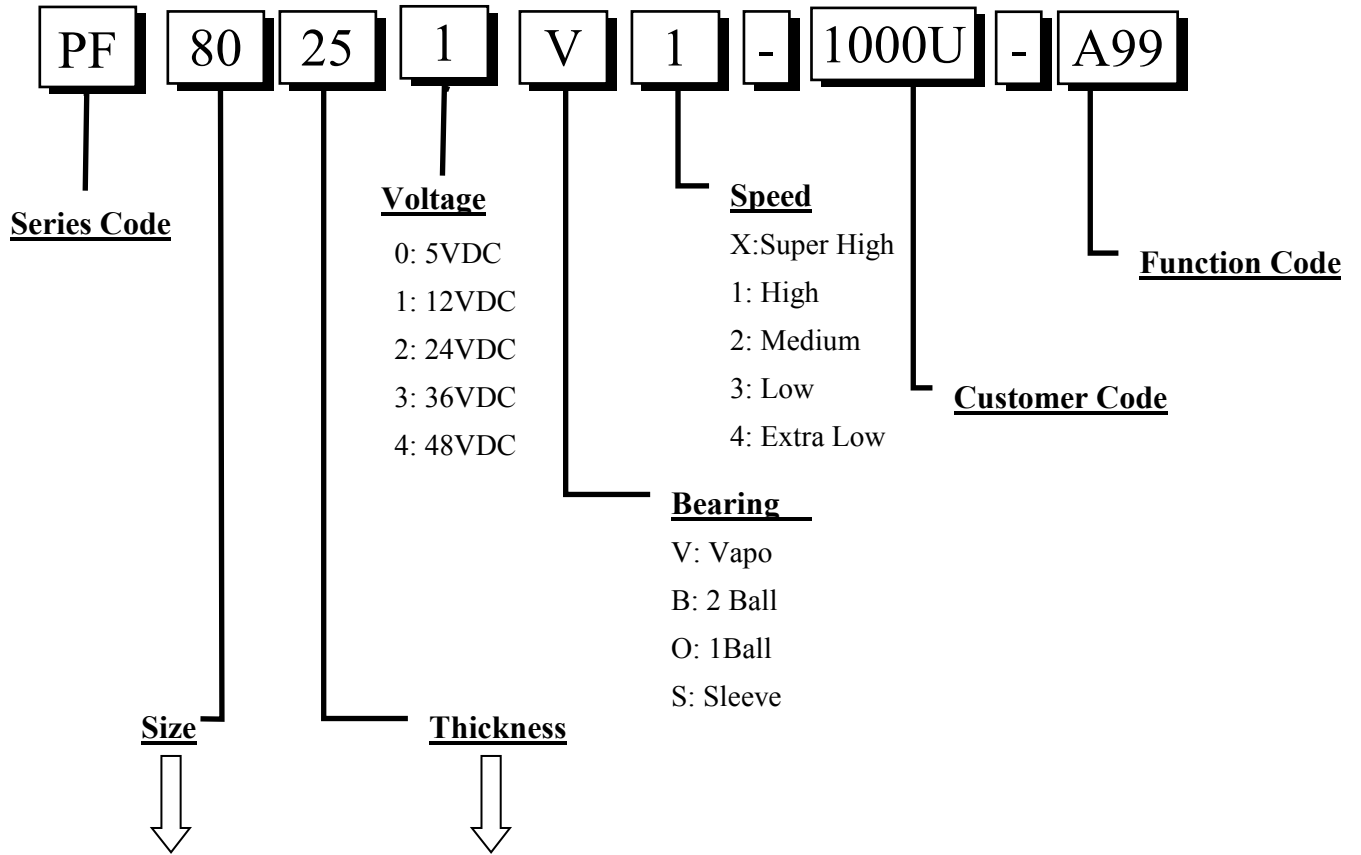 PF 80 25 1 V 1 - 1000U - A99
Series Code
Voltage
0: 5VDC
1: 12VDC
2: 24VDC
3: 36VDC
4: 48VDC
Speed
X:Super High
1: High
2: Medium
3: Low
4: Extra Low
Function Code
Customer Code
Bearing
V: Vapo
B: 2 Ball
O: 1Ball
S: Sleeve
Size
Thickness